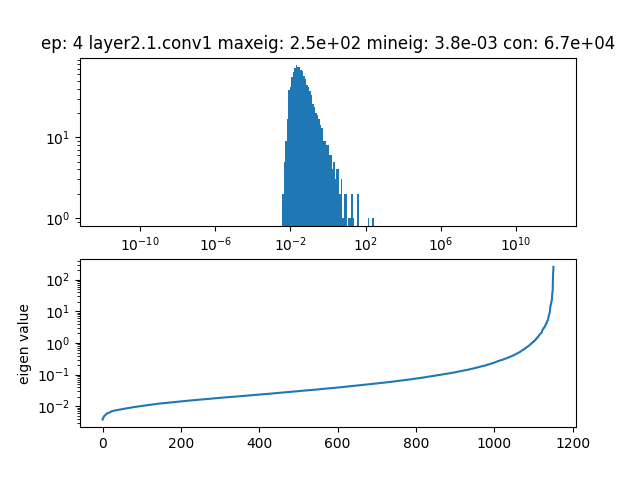 ep: 4 layer2.1.conv1 maxeig: 2.5e+02 mineig: 3.8e-03 con: 6.7e+04
10¹
10⁰
10⁻¹⁰ 10⁻⁶ 10⁻² 10² 10⁶ 10¹⁰
eigen value
10²
10¹
10⁰
10⁻¹
10⁻²
0 200 400 600 800 1000 1200